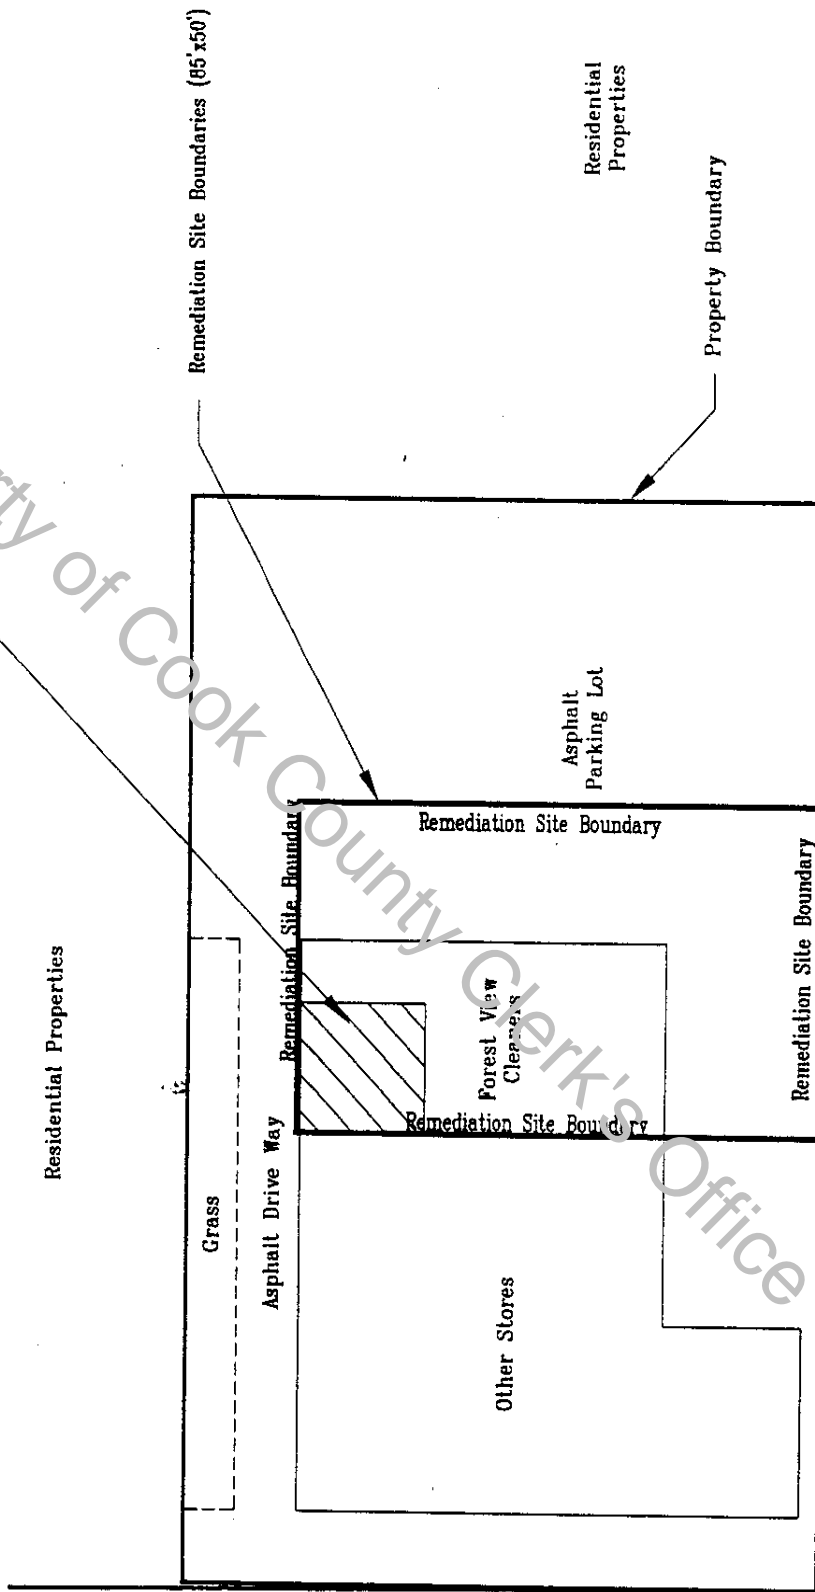 Remediation Site Boundaries (85'x50')
Residential
Properties
Property Boundary
Residential Properties
Grass
Asphalt Drive Way
Remediation Site Boundary
Remediation Site Boundary
Asphalt
Parking Lot
Forest View
Cleaners
Remediation Site Boundary
Remediation Site Boundary
Other Stores
rty of Cook County Clerk's Office